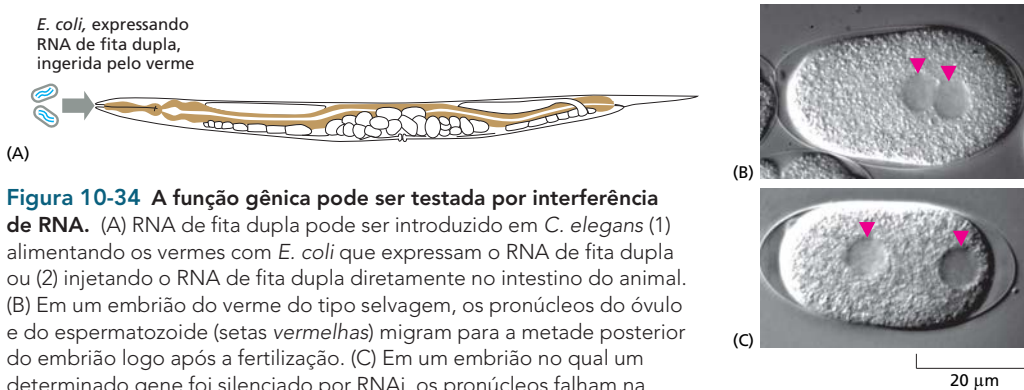 E. coli, expressando
RNA de fita dupla,
ingerida pelo verme
(A)
Figura 10-34 A função gênica pode ser testada por interferência
de RNA. (A) RNA de fita dupla pode ser introduzido em C. elegans (1)
alimentando os vermes com E. coli que expressam o RNA de fita dupla
ou (2) injetando o RNA de fita dupla diretamente no intestino do animal.
(B) Em um embrião do verme do tipo selvagem, os pronúcleos do óvulo
e do espermatozoide (setas vermelhas) migram para a metade posterior
do embrião logo após a fertilização. (C) Em um embrião no qual um
determinado gene foi silenciado por RNAi, os pronúcleos falham na
(B)
(C)
20 μm